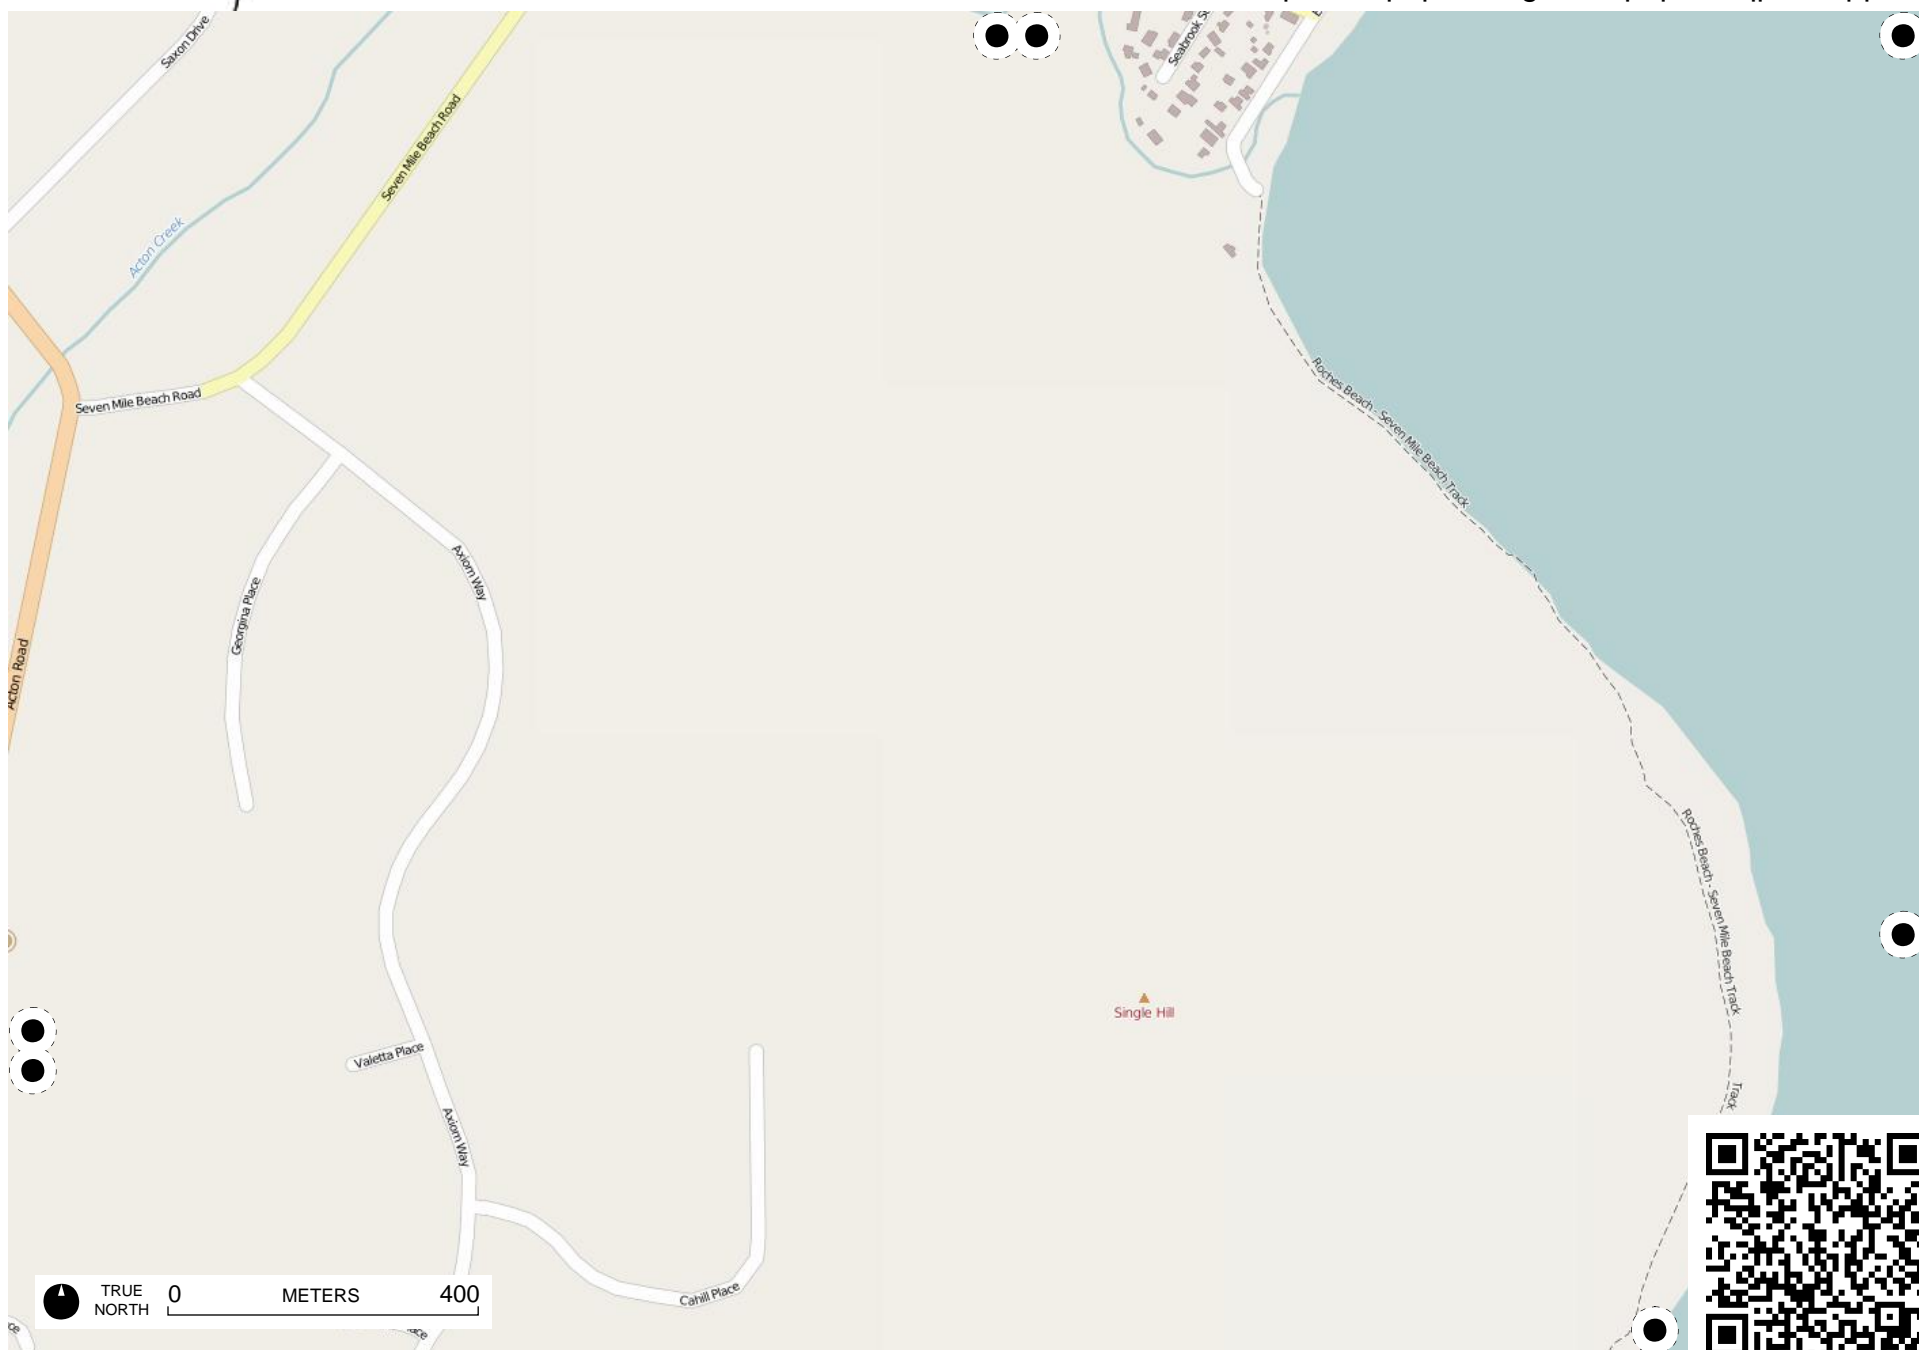 Saxon Drive
Seven Mile Beach Road
Acton Creek
Seven Mile Beach Road
Roches Beach - Seven Mile Beach Track
Axiom Way
Georgina Place
Acton Road
Roches Beach - Seven Mile Beach Track
Single Hill
Valetta Place
Track
Axiom Way
Cahill Place
TRUE
NORTH
0 METERS 400